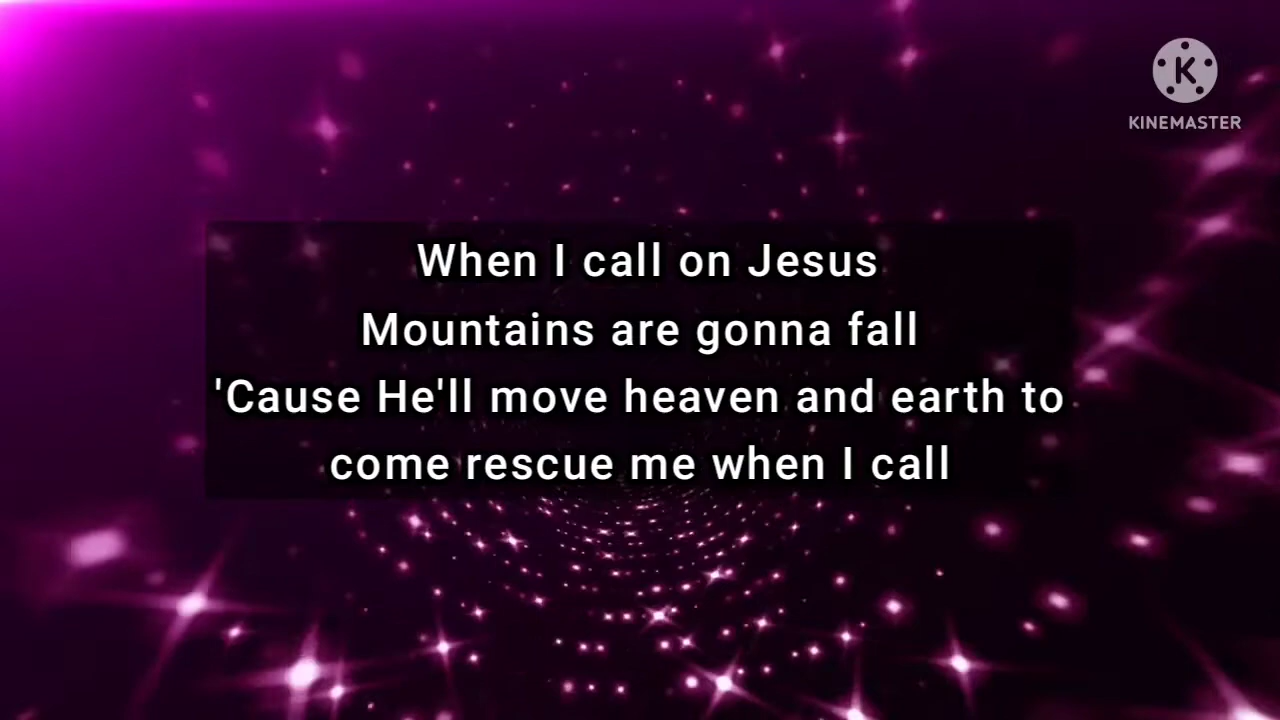 KINEMASTER
When I call on Jesus
Mountains are gonna fall
'Cause He'll move heaven and earth to
come rescue me when I call